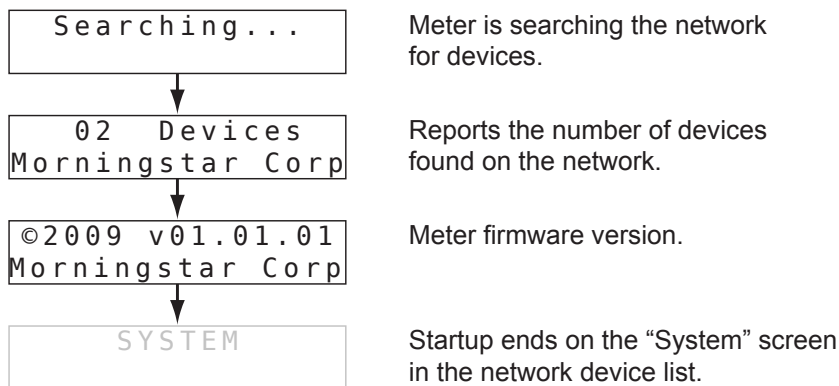 Searching...
Meter is searching the network
for devices.
02 Devices
Morningstar Corp
Reports the number of devices
found on the network.
©2009 v01.01.01
Morningstar Corp
Meter firmware version.
SYSTEM
Startup ends on the “System” screen
in the network device list.